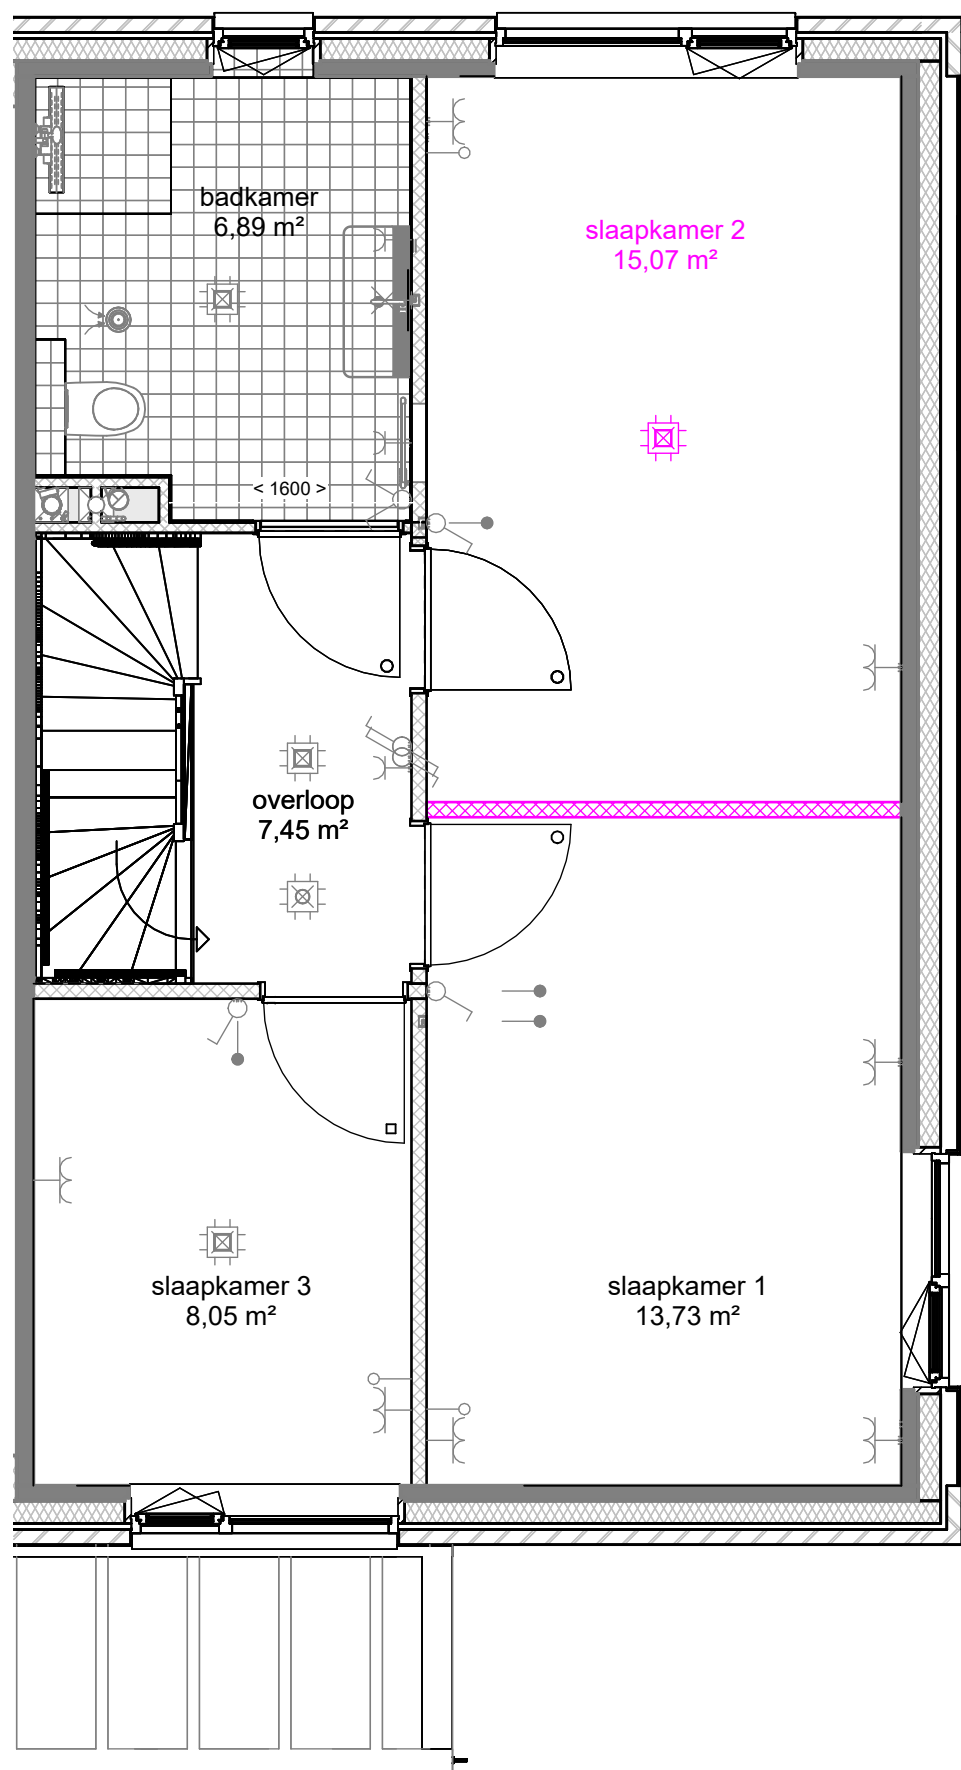 badkamer
6,89 m²
slaapkamer 2
15,07 m²
< 1600 >
overloop
7,45 m²
slaapkamer 3
8,05 m²
slaapkamer 1
13,73 m²